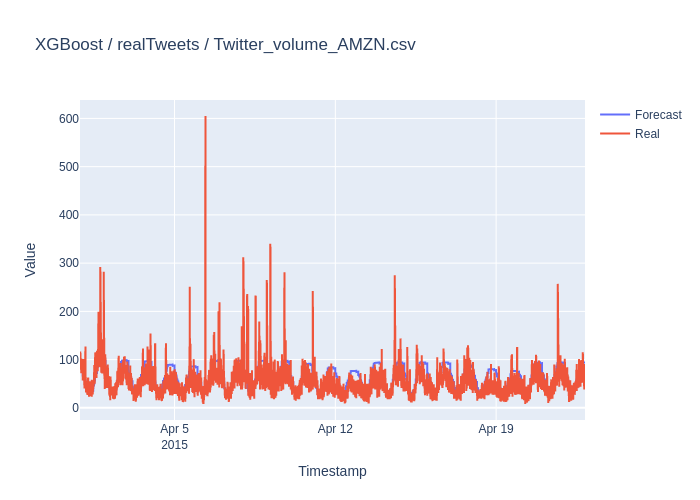 XGBoost / realTweets / Twitter_volume_AMZN.csv
Forecast
Real
600
500
400
300
200
100
0
Value
Apr 5
2015
Apr 12
Apr 19
Timestamp